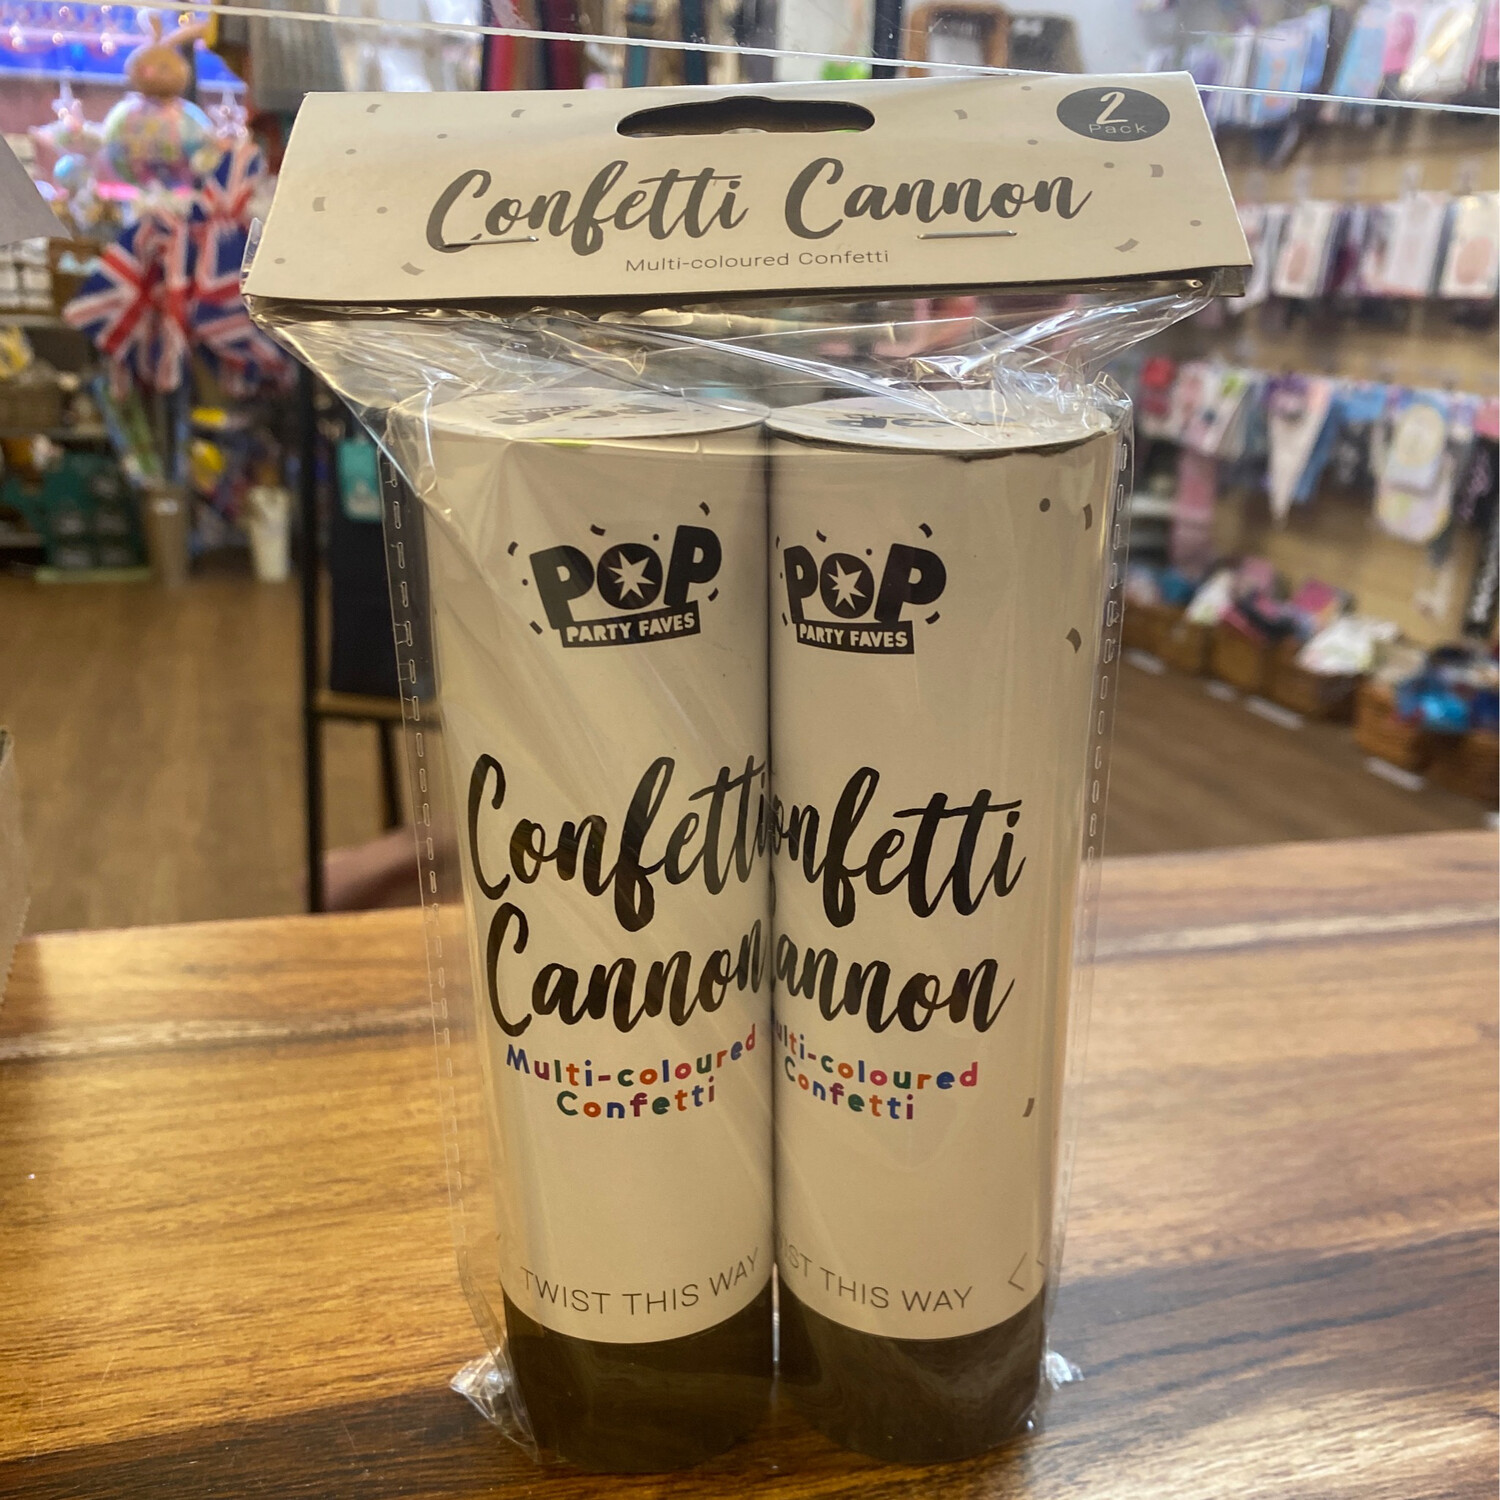 2
Pack
Confetti Cannon
Multi-coloured Confetti
POP
PARTY FAVES
Confetti
Cannon
Multi-coloured
Confetti
TWIST THIS WAY
POP
PARTY FAVES
onfetti
annon
ulti-coloured
Confetti
IST THIS WAY